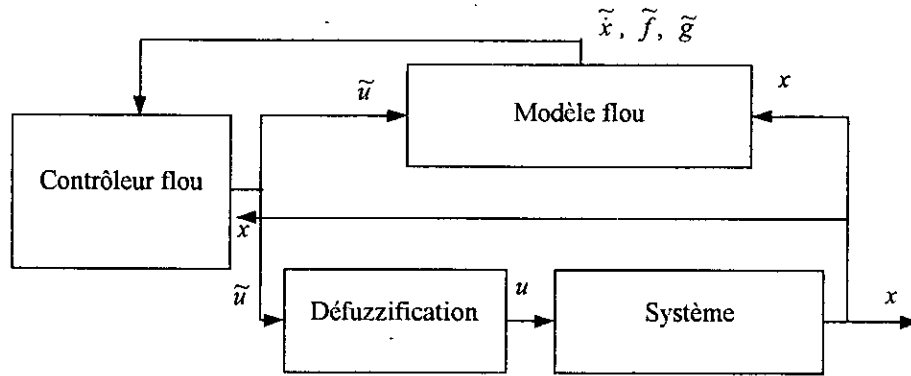 x̃̇ , f̃, g̃
ũ
x
Modèle flou
Contrôleur flou
x
ũ
Défuzzification
u
Système
x